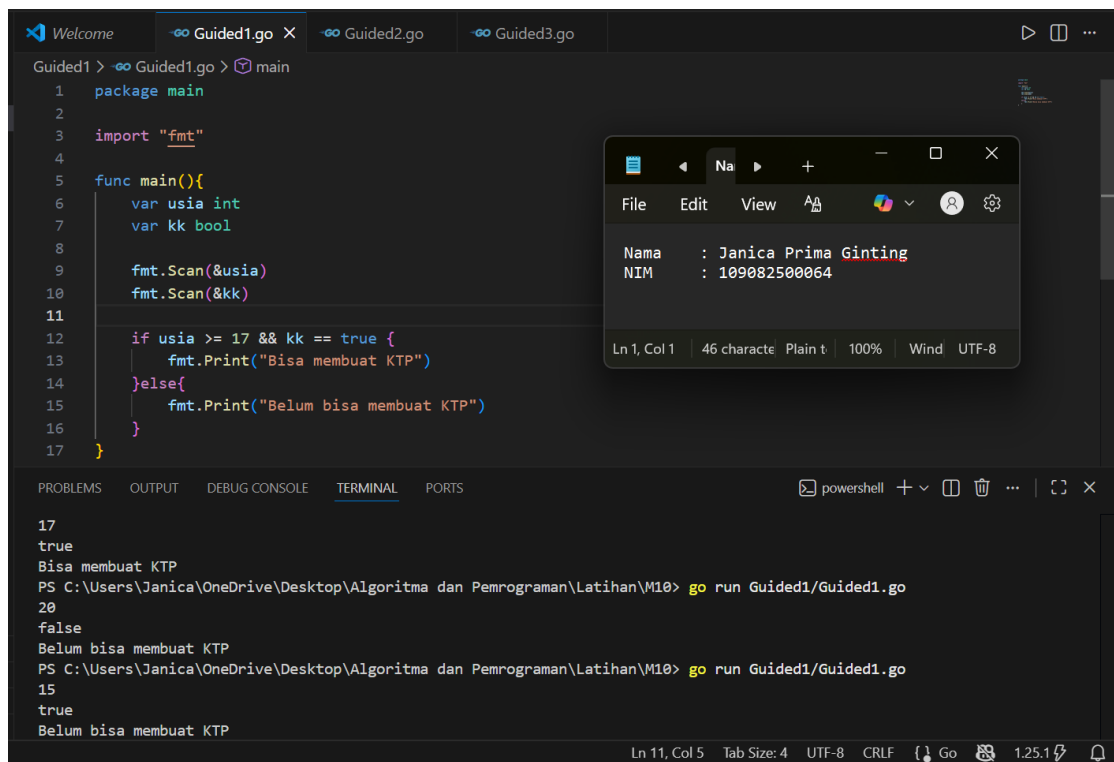 Welcome
Guided1.go
Guided2.go
Guided3.go
Guided1 > Guided1.go > main
1 package main
2
3 import "fmt"
4
5 func main(){
6 var usia int
7 var kk bool
8
9 fmt.Scan(&usia)
10 fmt.Scan(&kk)
11
12 if usia >= 17 && kk == true {
13 fmt.Print("Bisa membuat KTP")
14 }else{
15 fmt.Print("Belum bisa membuat KTP")
16 }
17 }
Na
File Edit View
Nama : Janica Prima Ginting
NIM : 109082500064
Ln 1, Col 1 46 characte Plain t 100% Wind UTF-8
PROBLEMS OUTPUT DEBUG CONSOLE TERMINAL PORTS
powershell
17
true
Bisa membuat KTP
PS C:\Users\Janica\OneDrive\Desktop\Algoritma dan Pemrograman\Latihan\M10> go run Guided1/Guided1.go
20
false
Belum bisa membuat KTP
PS C:\Users\Janica\OneDrive\Desktop\Algoritma dan Pemrograman\Latihan\M10> go run Guided1/Guided1.go
15
true
Belum bisa membuat KTP
Ln 11, Col 5 Tab Size: 4 UTF-8 CRLF Go 1.25.1